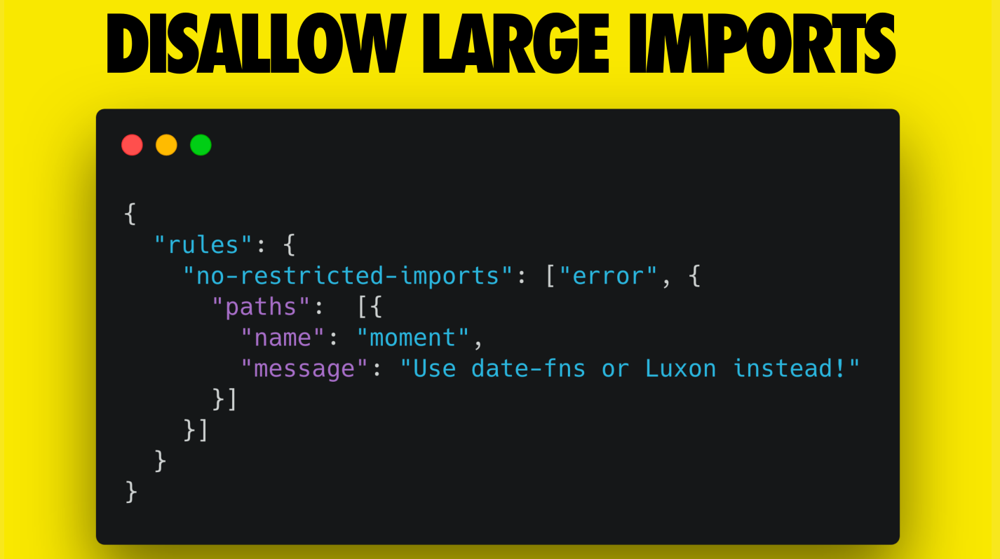 DISALLOW LARGE IMPORTS
{
  "rules": {
    "no-restricted-imports": ["error", {
      "paths":  [{
        "name": "moment",
        "message": "Use date-fns or Luxon instead!"
      }]
    }]
  }
}